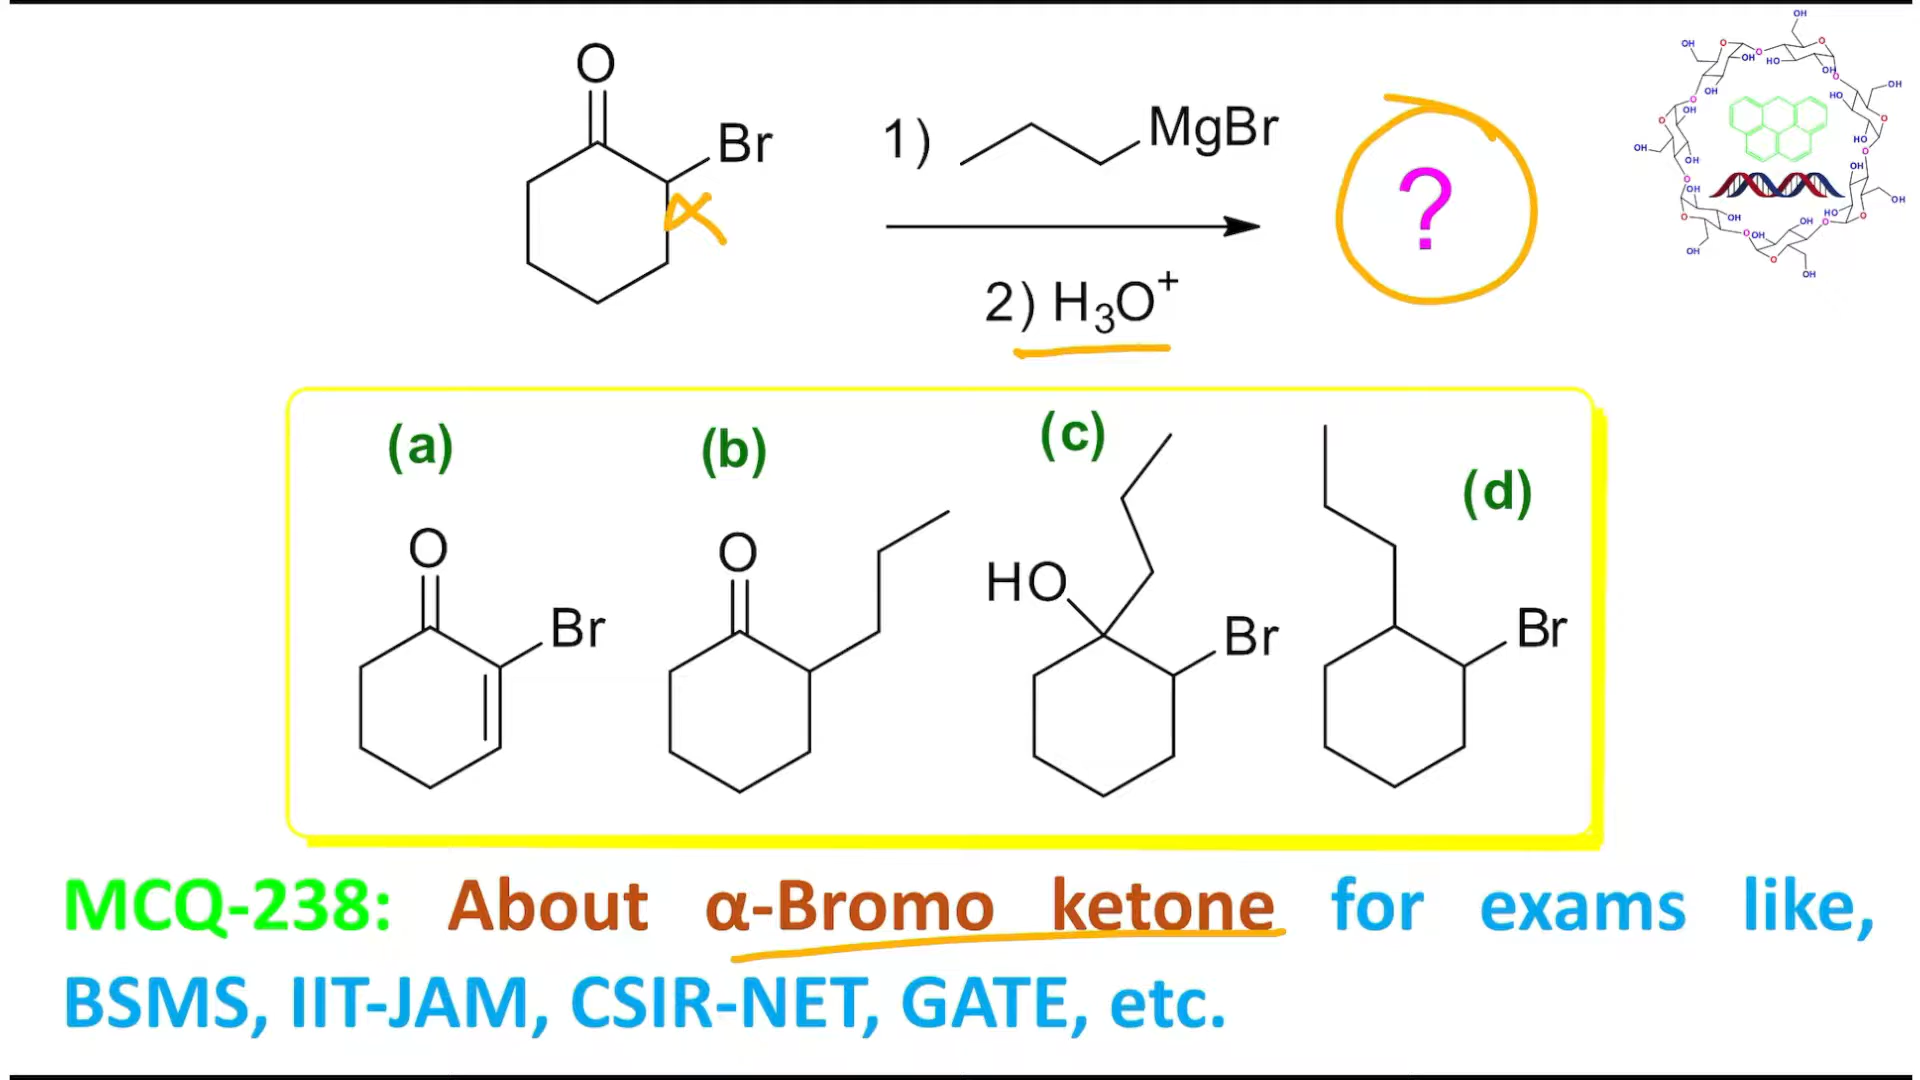 O
Br
1)
MgBr
?
2) H₃O⁺
(a)
(b)
(c)
(d)
O
Br
O
HO
Br
Br
MCQ-238: About α-Bromo ketone for exams like,
BSMS, IIT-JAM, CSIR-NET, GATE, etc.